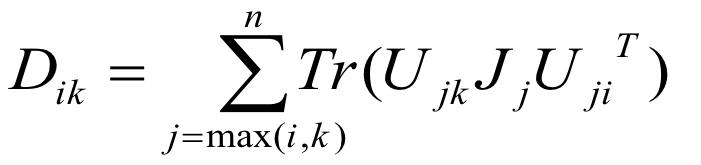 $D_{ik} = \sum_{j=\max(i,k)}^{n} Tr(U_{jk} J_j U_{ji}{}^{T})$